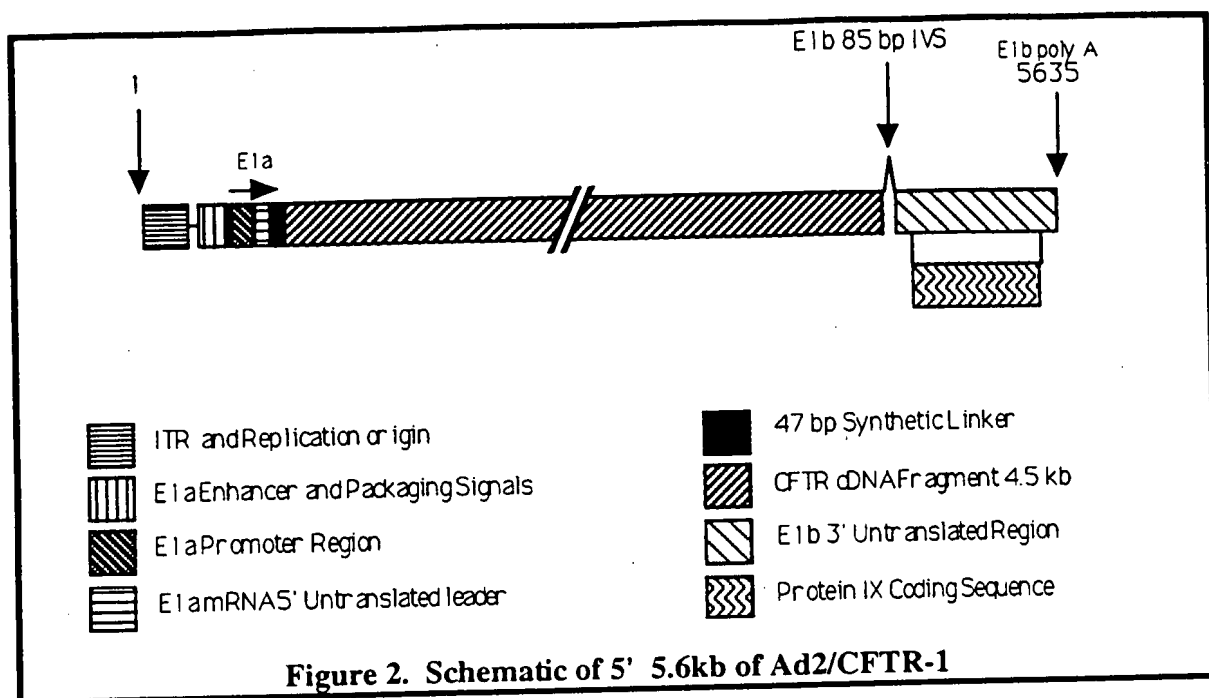 E1b 85 bp IVS
E1b poly A
5635
1
E1a
ITR and Replication origin
E1a Enhancer and Packaging Signals
E1a Promoter Region
E1a mRNA 5' Untranslated leader
47 bp Synthetic Linker
CFTR cDNA Fragment 4.5 kb
E1b 3' Untranslated Region
Protein IX Coding Sequence
Figure 2. Schematic of 5' 5.6kb of Ad2/CFTR-1